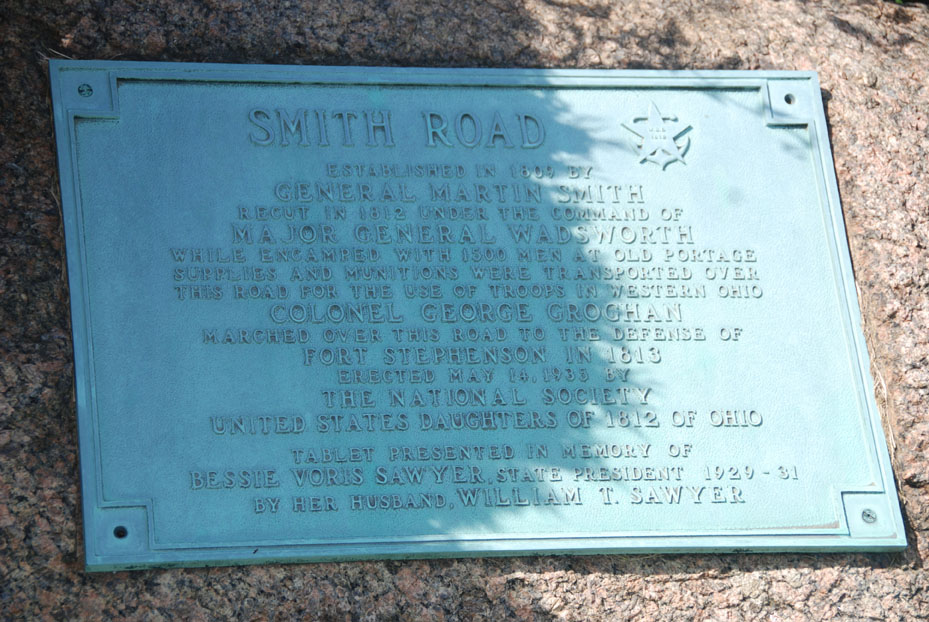 SMITH ROAD
ESTABLISHED IN 1809 BY
GENERAL MARTIN SMITH
RECUT IN 1812 UNDER THE COMMAND OF
MAJOR GENERAL WADSWORTH
WHILE ENCAMPED WITH 1300 MEN AT OLD PORTAGE
SUPPLIES AND MUNITIONS WERE TRANSPORTED OVER
THIS ROAD FOR THE USE OF TROOPS IN WESTERN OHIO
COLONEL GEORGE GROGHAN
MARCHED OVER THIS ROAD TO THE DEFENSE OF
FORT STEPHENSON IN 1813
ERECTED MAY 14, 1935 BY
THE NATIONAL SOCIETY
UNITED STATES DAUGHTERS OF 1812 OF OHIO
TABLET PRESENTED IN MEMORY OF
BESSIE VORIS SAWYER, STATE PRESIDENT 1929-31
BY HER HUSBAND, WILLIAM T. SAWYER